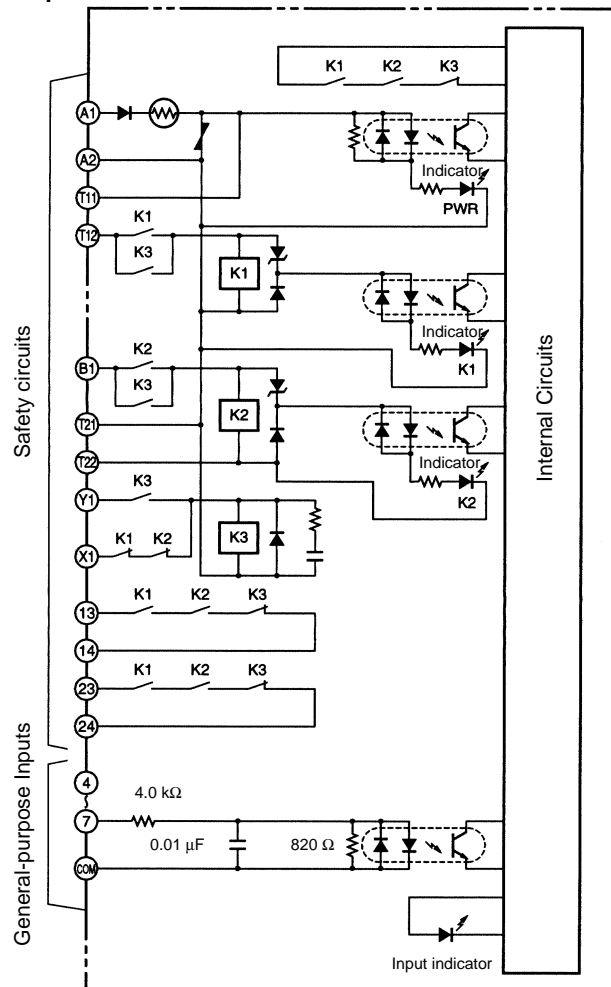 K1 K2 K3
A1
A2
T11
Indicator
PWR
T12
K1
K3
K1
Indicator
K1
B1
K2
K3
K2
T21
T22
Indicator
K2
Y1
K3
K3
X1
K1 K2
13
K1 K2 K3
14
23
K1 K2 K3
24
4
7
4.0 kΩ
0.01 µF
820 Ω
COM
Input indicator
Safety circuits
General-purpose Inputs
Internal Circuits